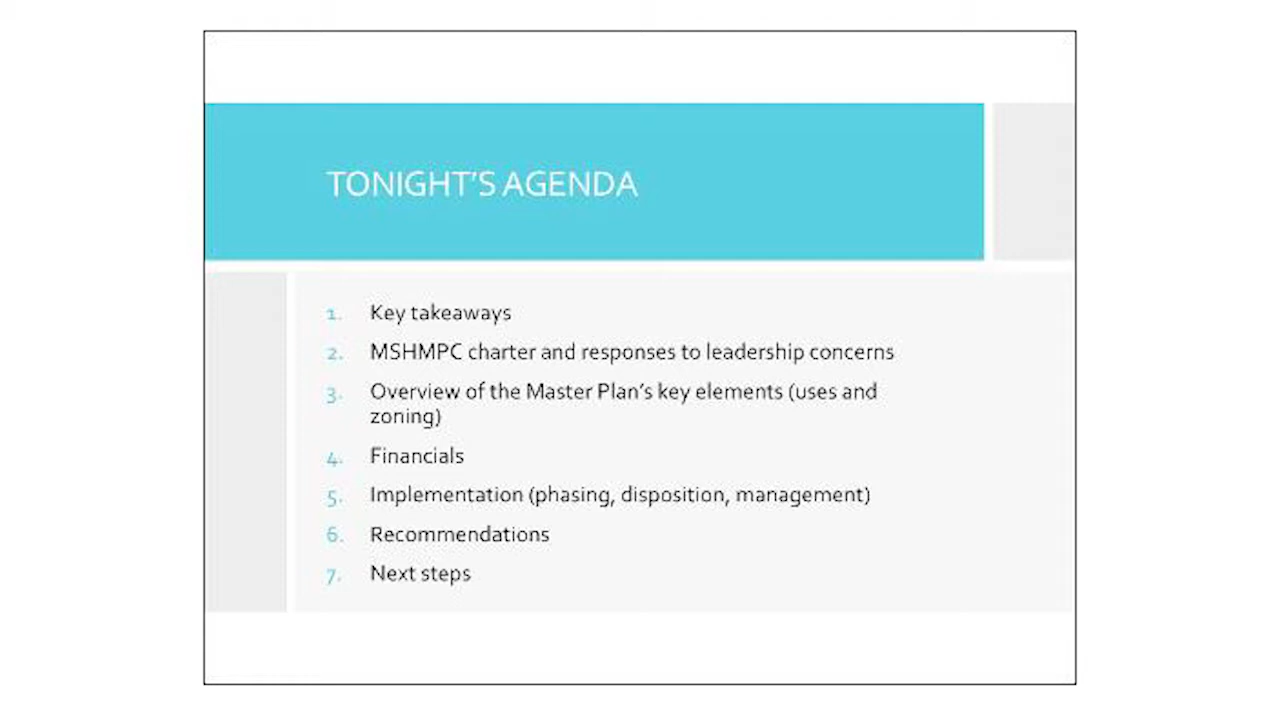 TONIGHT'S AGENDA
1. Key takeaways
2. MSHMPC charter and responses to leadership concerns
3. Overview of the Master Plan's key elements (uses and
zoning)
4. Financials
5. Implementation (phasing, disposition, management)
6. Recommendations
7. Next steps